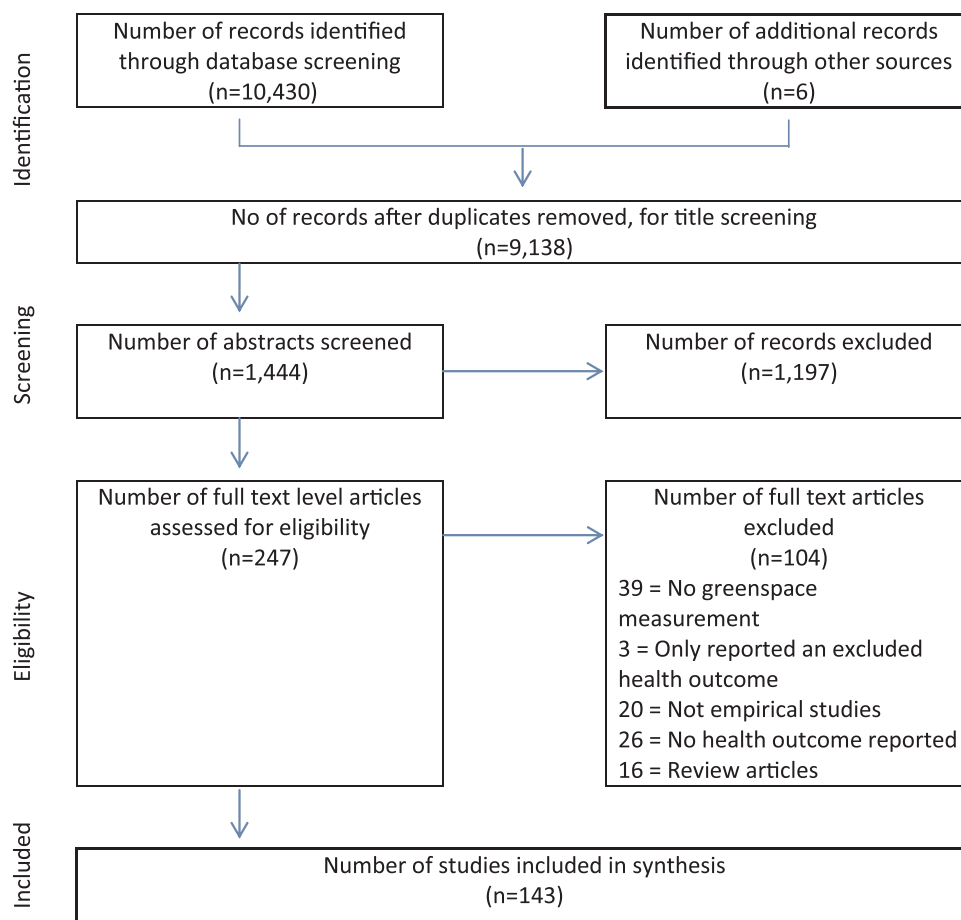 Identification
Number of records identified
through database screening
(n=10,430)
Number of additional records
identified through other sources
(n=6)
No of records after duplicates removed, for title screening
(n=9,138)
Screening
Number of abstracts screened
(n=1,444)
Number of records excluded
(n=1,197)
Eligibility
Number of full text level articles
assessed for eligibility
(n=247)
Number of full text articles
excluded
(n=104)
39 = No greenspace
measurement
3 = Only reported an excluded
health outcome
20 = Not empirical studies
26 = No health outcome reported
16 = Review articles
Included
Number of studies included in synthesis
(n=143)